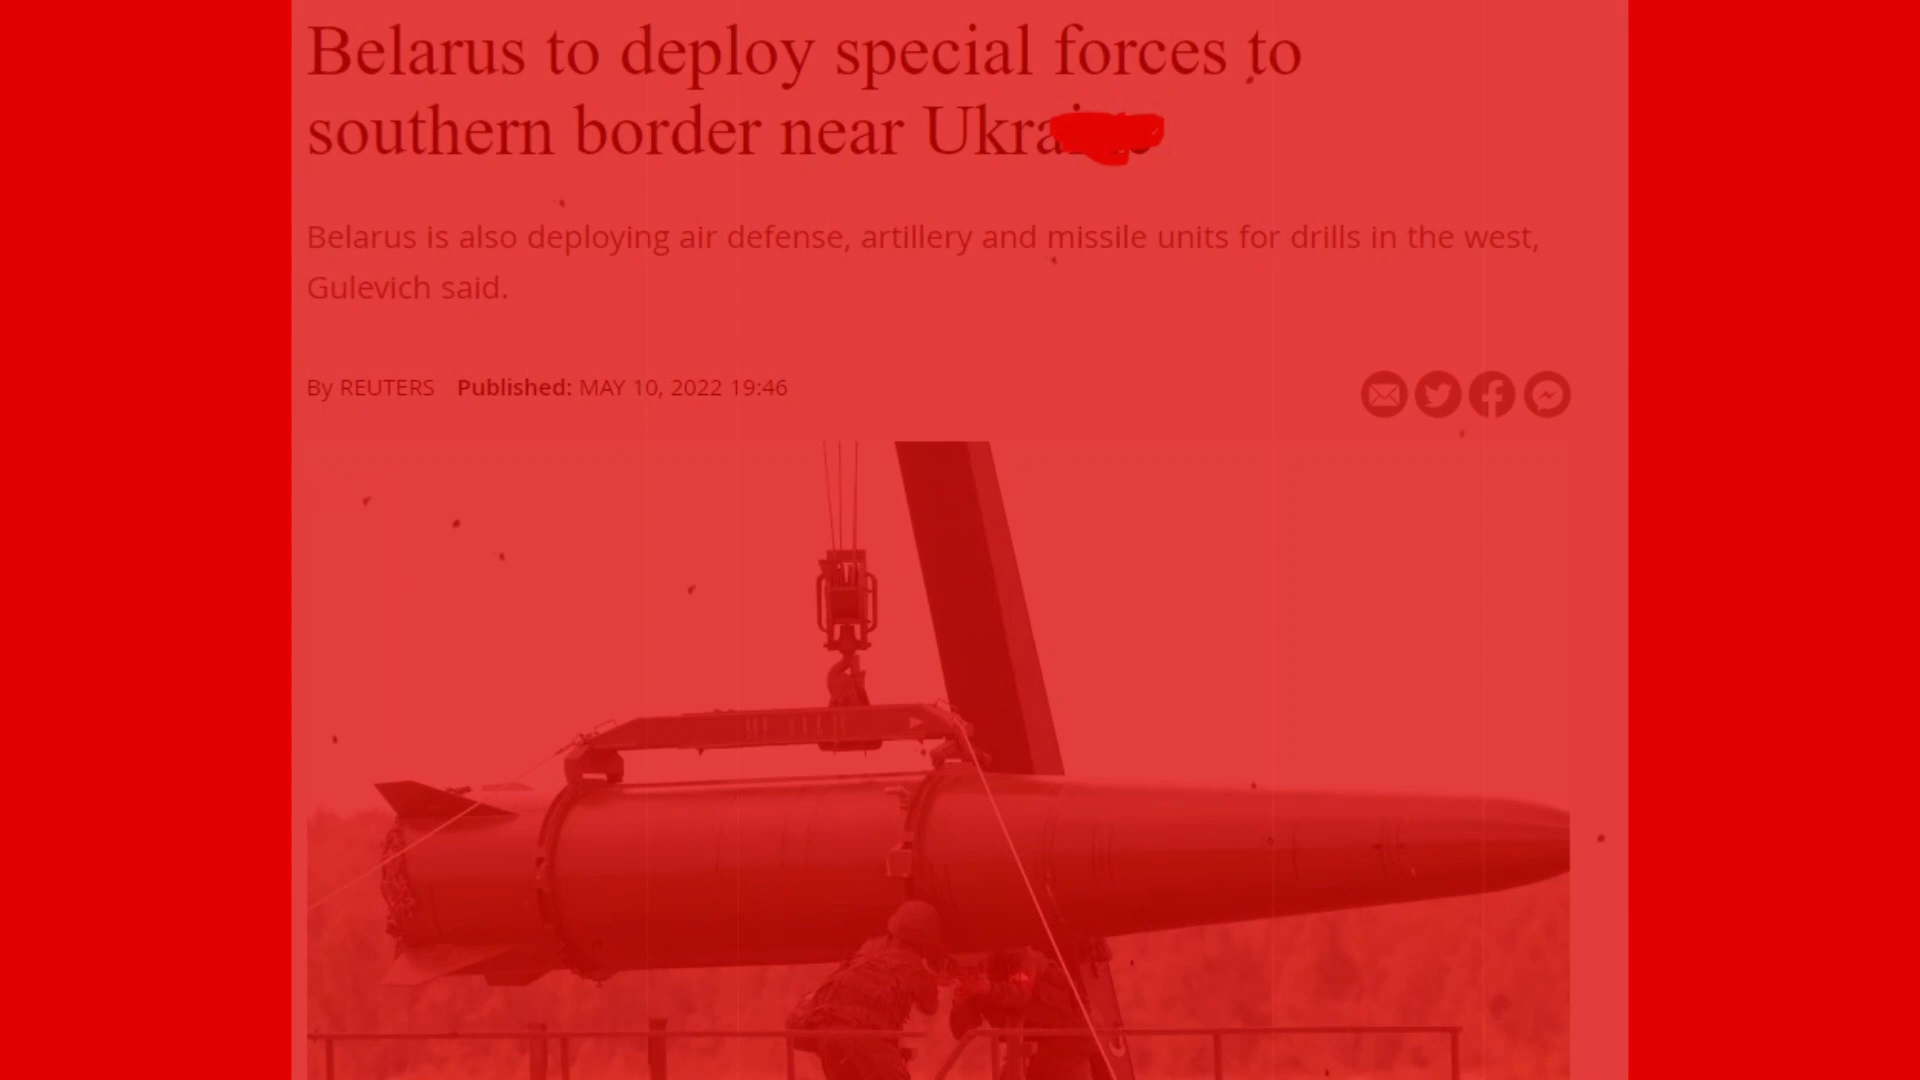 Belarus to deploy special forces to
southern border near
Belarus is also deploying air defense, artillery and missile units for drills in the west,
Gulevich said.
By REUTERS Published: MAY 10, 2022 19:46